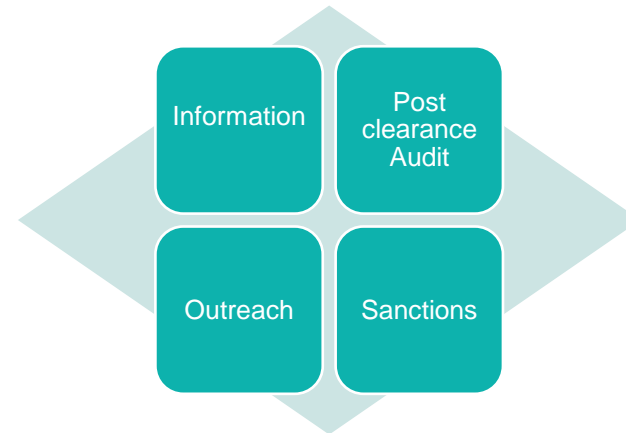 Information
Post
clearance
Audit
Outreach
Sanctions